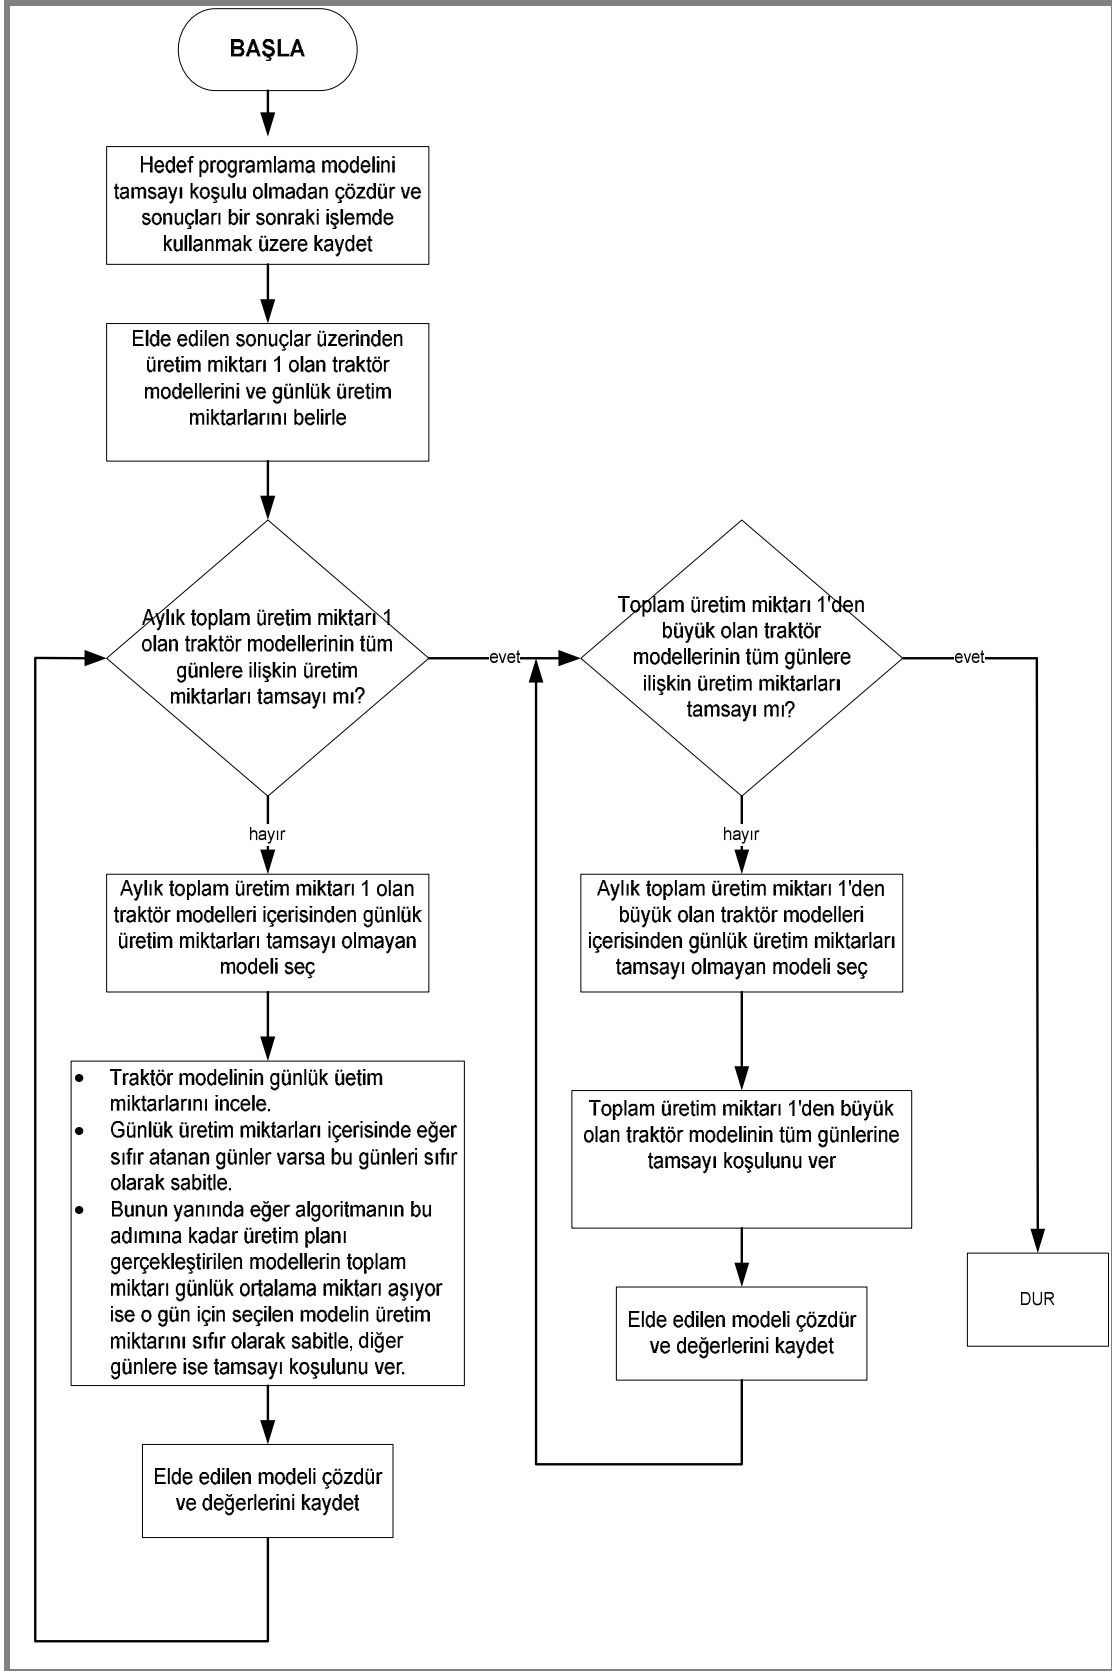 BAŞLA
Hedef programlama modelini
tamsayı koşulu olmadan çözdür ve
sonuçları bir sonraki işlemde
kullanmak üzere kaydet
Elde edilen sonuçlar üzerinden
üretim miktarı 1 olan traktör
modellerini ve günlük üretim
miktarlarını belirle
Aylık toplam üretim miktarı 1
olan traktör modellerinin tüm
günlere ilişkin üretim
miktarları tamsayı mı?
evet
hayır
Aylık toplam üretim miktarı 1 olan
traktör modelleri içerisinden günlük
üretim miktarları tamsayı olmayan
modeli seç
• Traktör modelinin günlük üetim
miktarlarını incele.
• Günlük üretim miktarları içerisinde eğer
sıfır atanan günler varsa bu günleri sıfır
olarak sabitle.
• Bunun yanında eğer algoritmanın bu
adımına kadar üretim planı
gerçekleştirilen modellerin toplam
miktarı günlük ortalama miktarı aşıyor
ise o gün için seçilen modelin üretim
miktarını sıfır olarak sabitle, diğer
günlere ise tamsayı koşulunu ver.
Elde edilen modeli çözdür
ve değerlerini kaydet
Toplam üretim miktarı 1'den
büyük olan traktör
modellerinin tüm günlere
ilişkin üretim miktarları
tamsayı mı?
evet
hayır
Aylık toplam üretim miktarı 1'den
büyük olan traktör modelleri
içerisinden günlük üretim miktarları
tamsayı olmayan modeli seç
Toplam üretim miktarı 1'den büyük
olan traktör modelinin tüm günlerine
tamsayı koşulunu ver
Elde edilen modeli çözdür
ve değerlerini kaydet
DUR